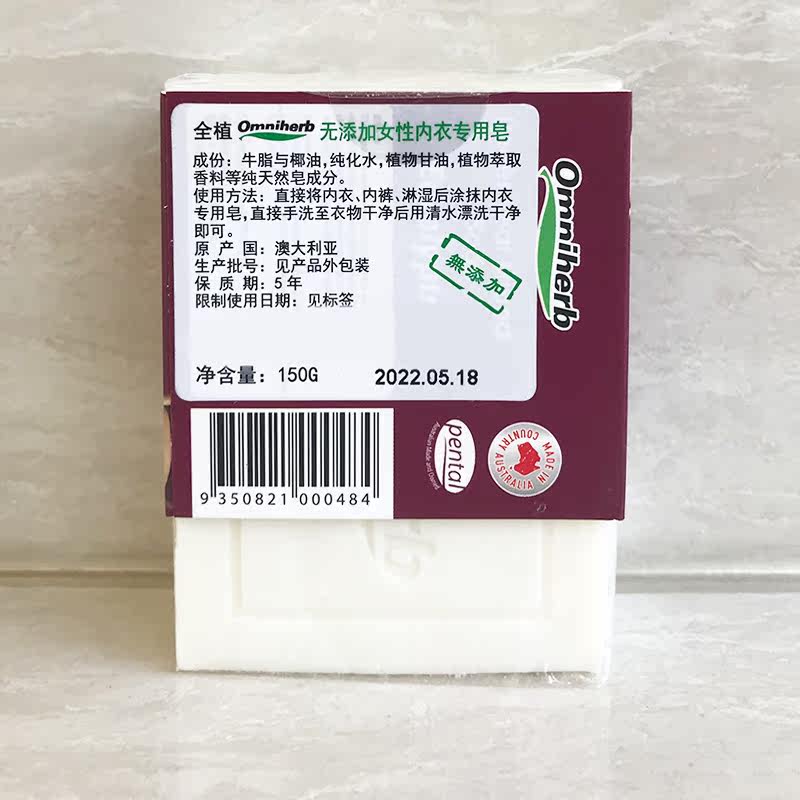 全植 Omniherb 无添加女性内衣专用皂
成份：牛脂与椰油,纯化水,植物甘油,植物萃取
香料等纯天然皂成分。
使用方法：直接将内衣、内裤、淋湿后涂抹内衣
专用皂,直接手洗至衣物干净后用清水漂洗干净
即可。
原 产 国：澳大利亚
生产批号：见产品外包装
保 质 期：5年
限制使用日期：见标签
無添加
净含量：150G
2022.05.18
Omniherb
9 350821 000484
pental
MADE IN
COUNTRY AUSTRALIA